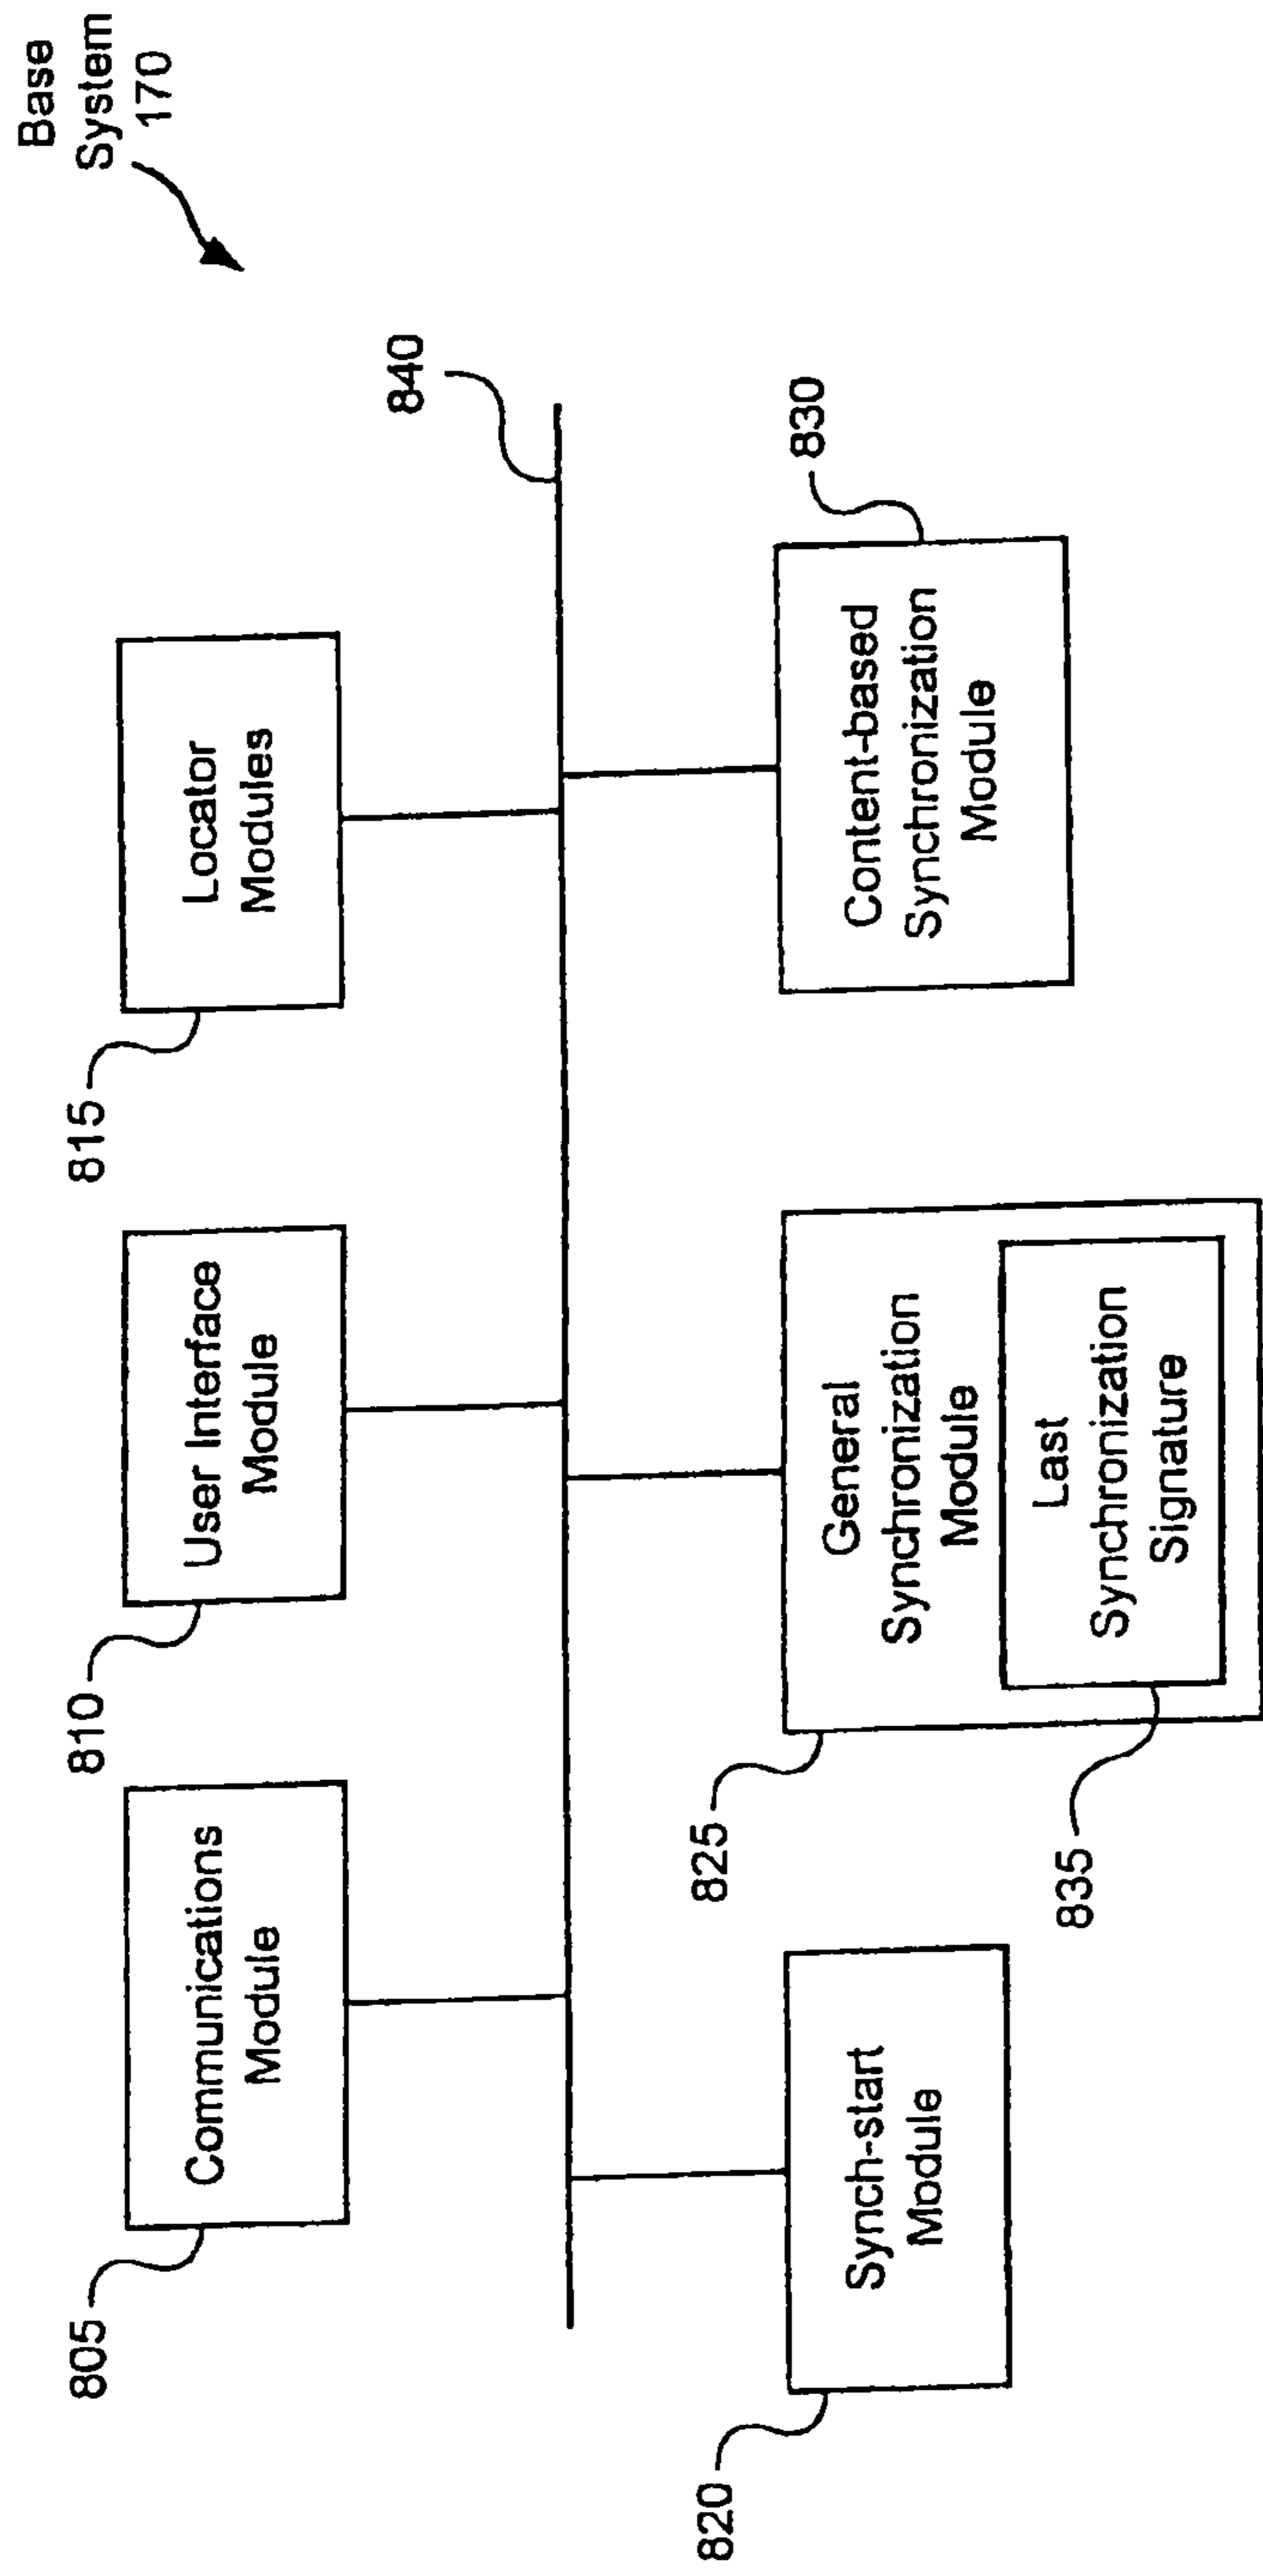 Base
System
170
840
805
Communications
Module
810
User Interface
Module
815
Locator
Modules
820
Synch-start
Module
825
General
Synchronization
Module
835
Last
Synchronization
Signature
830
Content-based
Synchronization
Module